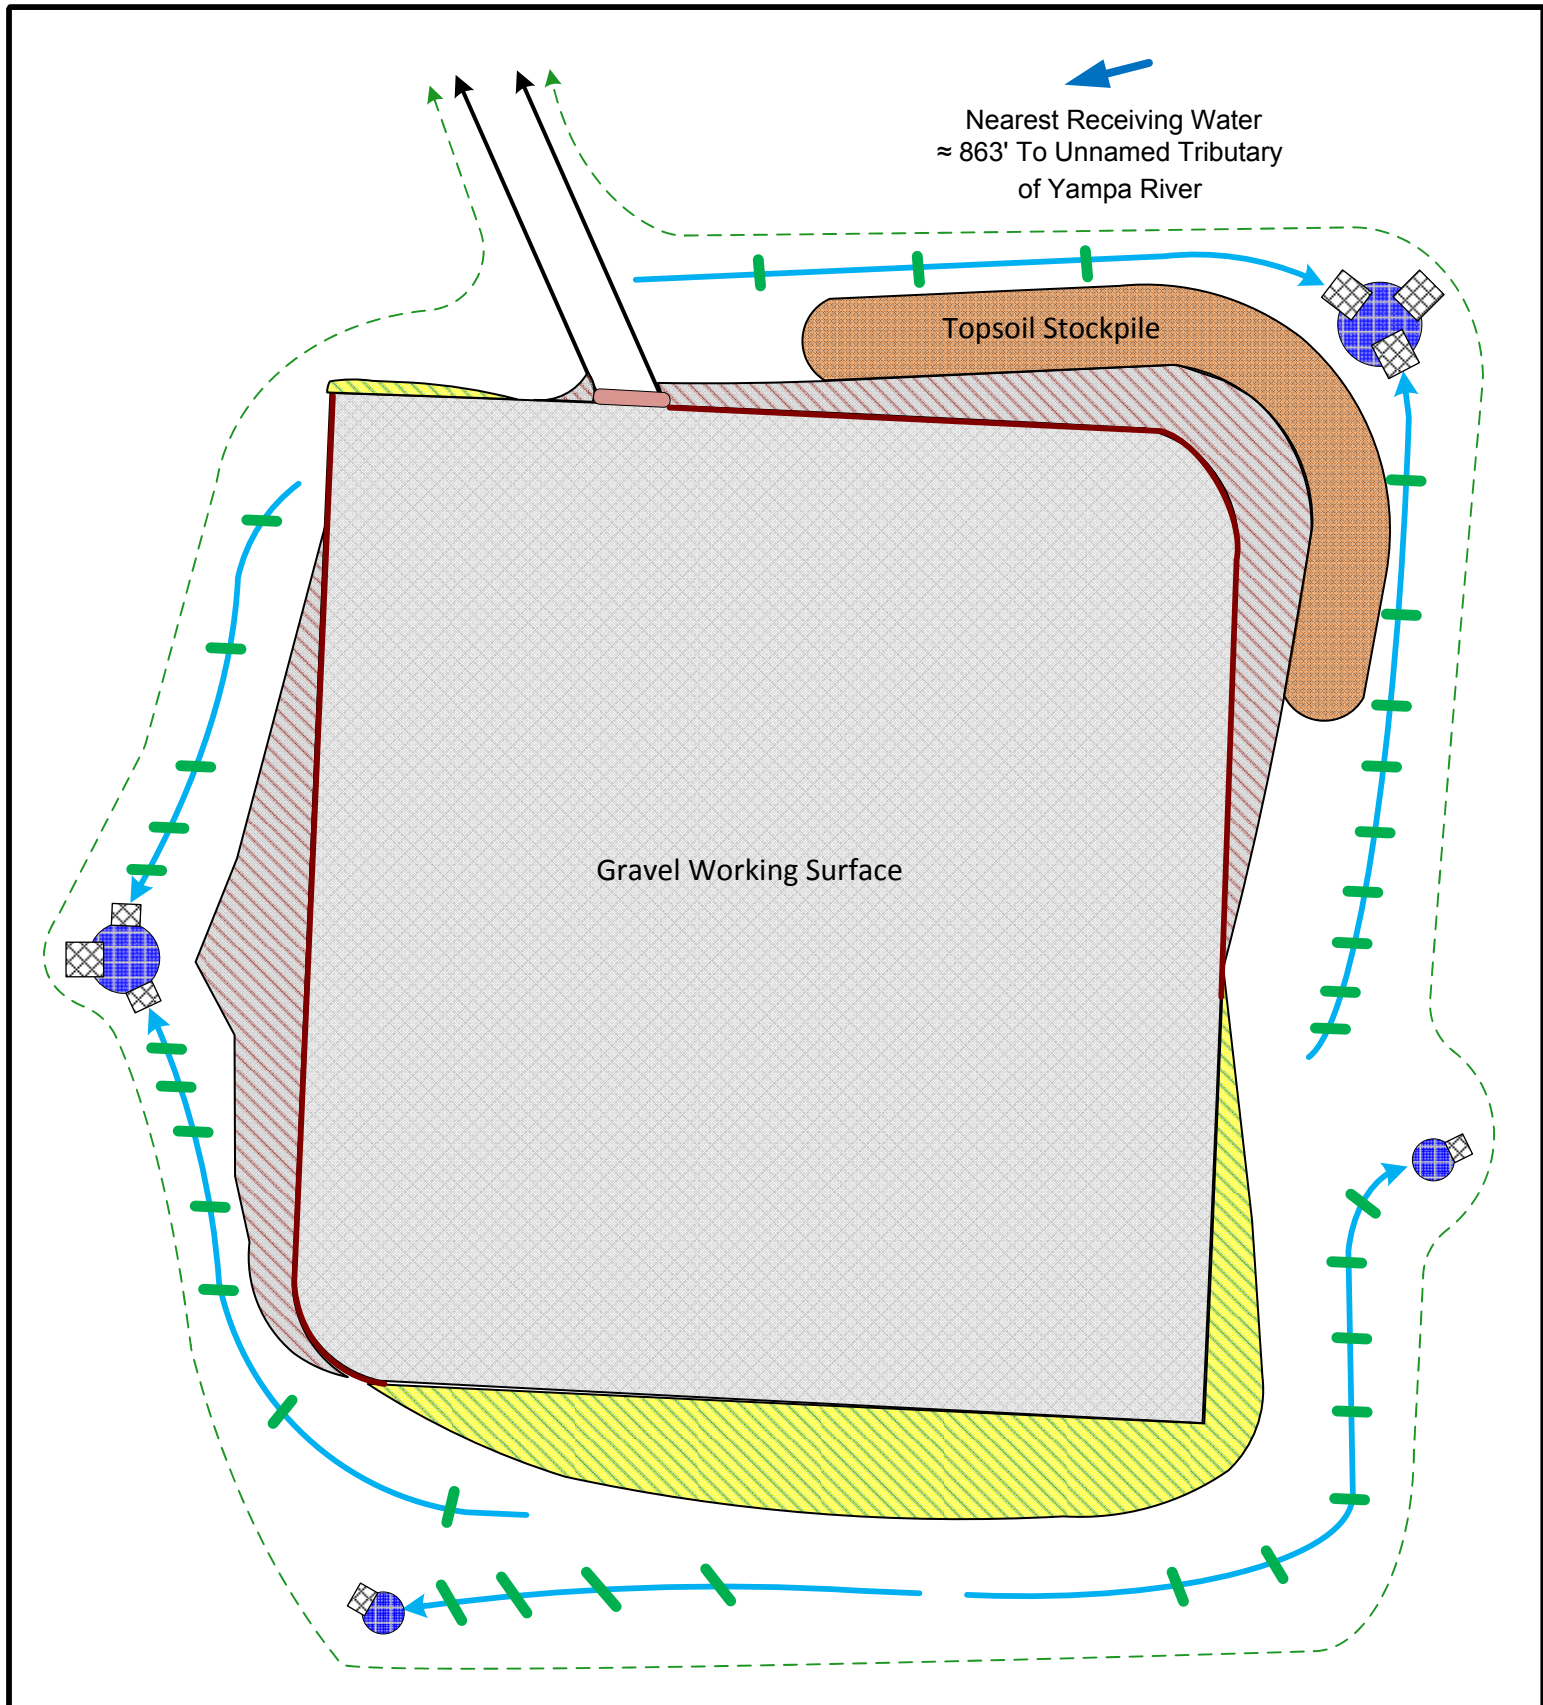 Nearest Receiving Water
≈ 863' To Unnamed Tributary
of Yampa River
Topsoil Stockpile
Gravel Working Surface